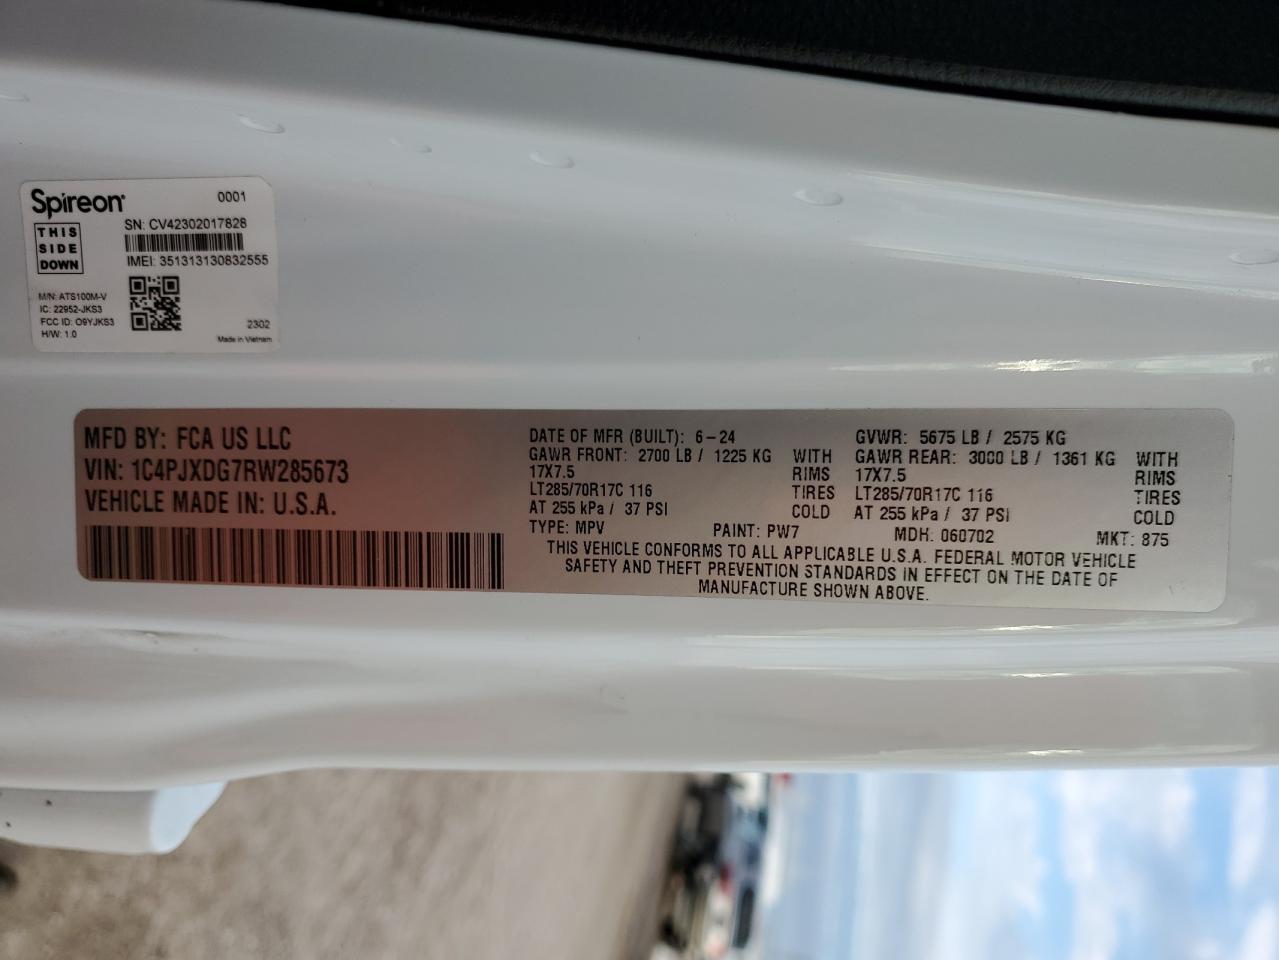 Spireon 0001
THIS SIDE DOWN
SN: CV42302017828
IMEI: 351313130832555
M/N: ATS100M-V
IC: 22952-JKS3
FCC ID: O9YJKS3
H/W: 1.0
2302
Made in Vietnam
MFD BY: FCA US LLC
VIN: 1C4PJXDG7RW285673
VEHICLE MADE IN: U.S.A.
DATE OF MFR (BUILT): 6-24
GAWR FRONT: 2700 LB / 1225 KG WITH
17X7.5 RIMS
LT285/70R17C 116 TIRES
AT 255 kPa / 37 PSI COLD
GVWR: 5675 LB / 2575 KG
GAWR REAR: 3000 LB / 1361 KG WITH
17X7.5 RIMS
LT285/70R17C 116 TIRES
AT 255 kPa / 37 PSI COLD
TYPE: MPV PAINT: PW7 MDH: 060702 MKT: 875
THIS VEHICLE CONFORMS TO ALL APPLICABLE U.S.A. FEDERAL MOTOR VEHICLE
SAFETY AND THEFT PREVENTION STANDARDS IN EFFECT ON THE DATE OF
MANUFACTURE SHOWN ABOVE.